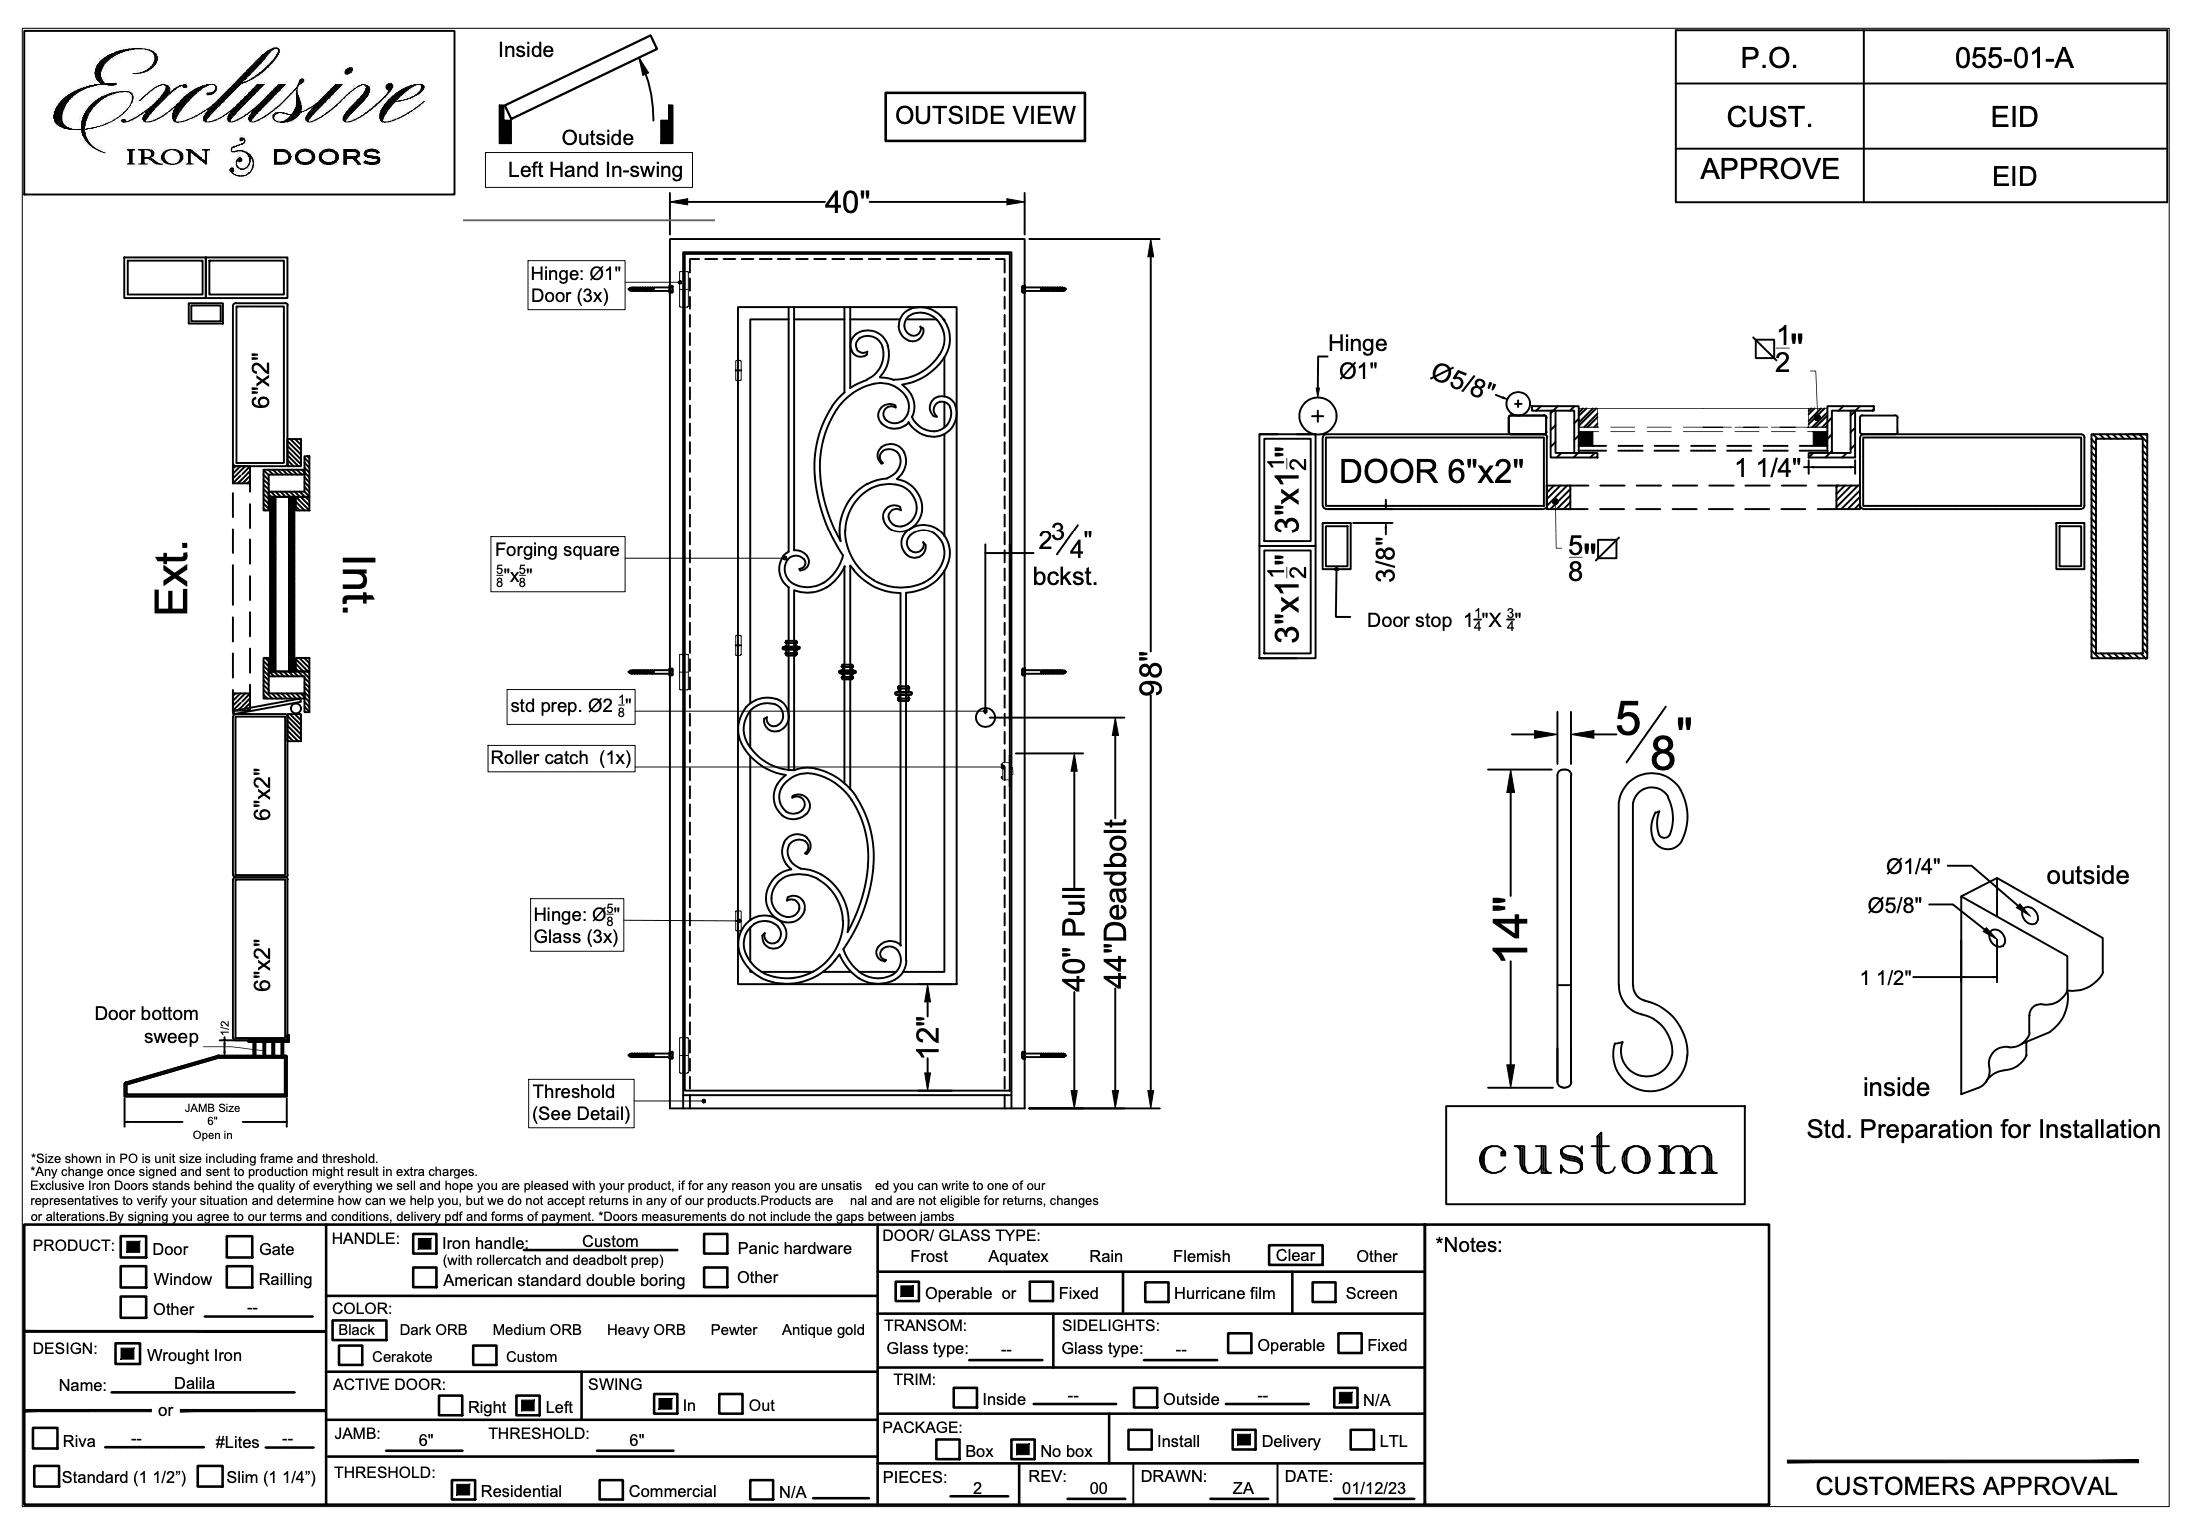 Exclusive
IRON DOORS
Inside
Outside
Left Hand In-swing
OUTSIDE VIEW
P.O. 055-01-A
CUST. EID
APPROVE EID
40"
Hinge: Ø1"
Door (3x)
Forging square
5/8"x5/8"
std prep. Ø2 1/8"
Roller catch (1x)
Hinge: Ø5/8"
Glass (3x)
Threshold
(See Detail)
2 3/4"
bckst.
98"
40" Pull
44"Deadbolt
12"
6"x2"
Ext.
Int.
6"x2"
6"x2"
Door bottom
sweep
1/2
JAMB Size
6"
Open in
Hinge
Ø1"
Ø5/8"
1/2"
DOOR 6"x2"
1 1/4"
3"x1 1/2"
3"x1 1/2"
3/8"
5/8"
Door stop 1 1/4"X 3/4"
5/8"
14"
custom
Ø1/4"
outside
Ø5/8"
1 1/2"
inside
Std. Preparation for Installation
*Size shown in PO is unit size including frame and threshold.
*Any change once signed and sent to production might result in extra charges.
Exclusive Iron Doors stands behind the quality of everything we sell and hope you are pleased with your product, if for any reason you are unsatis ed you can write to one of our
representatives to verify your situation and determine how can we help you, but we do not accept returns in any of our products.Products are nal and are not eligible for returns, changes
or alterations.By signing you agree to our terms and conditions, delivery pdf and forms of payment. *Doors measurements do not include the gaps between jambs
PRODUCT: Door Gate
Window Railling
Other --
DESIGN: Wrought Iron
Name: Dalila
or
Riva -- #Lites --
Standard (1 1/2”) Slim (1 1/4”)
HANDLE: Iron handle: Custom Panic hardware
(with rollercatch and deadbolt prep)
American standard double boring Other
COLOR:
Black Dark ORB Medium ORB Heavy ORB Pewter Antique gold
Cerakote Custom
ACTIVE DOOR: Right Left
SWING In Out
JAMB: 6" THRESHOLD: 6"
THRESHOLD:
Residential Commercial N/A
DOOR/ GLASS TYPE:
Frost Aquatex Rain Flemish Clear Other
Operable or Fixed Hurricane film Screen
TRANSOM:
Glass type: --
SIDELIGHTS:
Glass type: -- Operable Fixed
TRIM:
Inside -- Outside -- N/A
PACKAGE:
Box No box Install Delivery LTL
PIECES: 2 REV: 00 DRAWN: ZA DATE: 01/12/23
*Notes:
CUSTOMERS APPROVAL